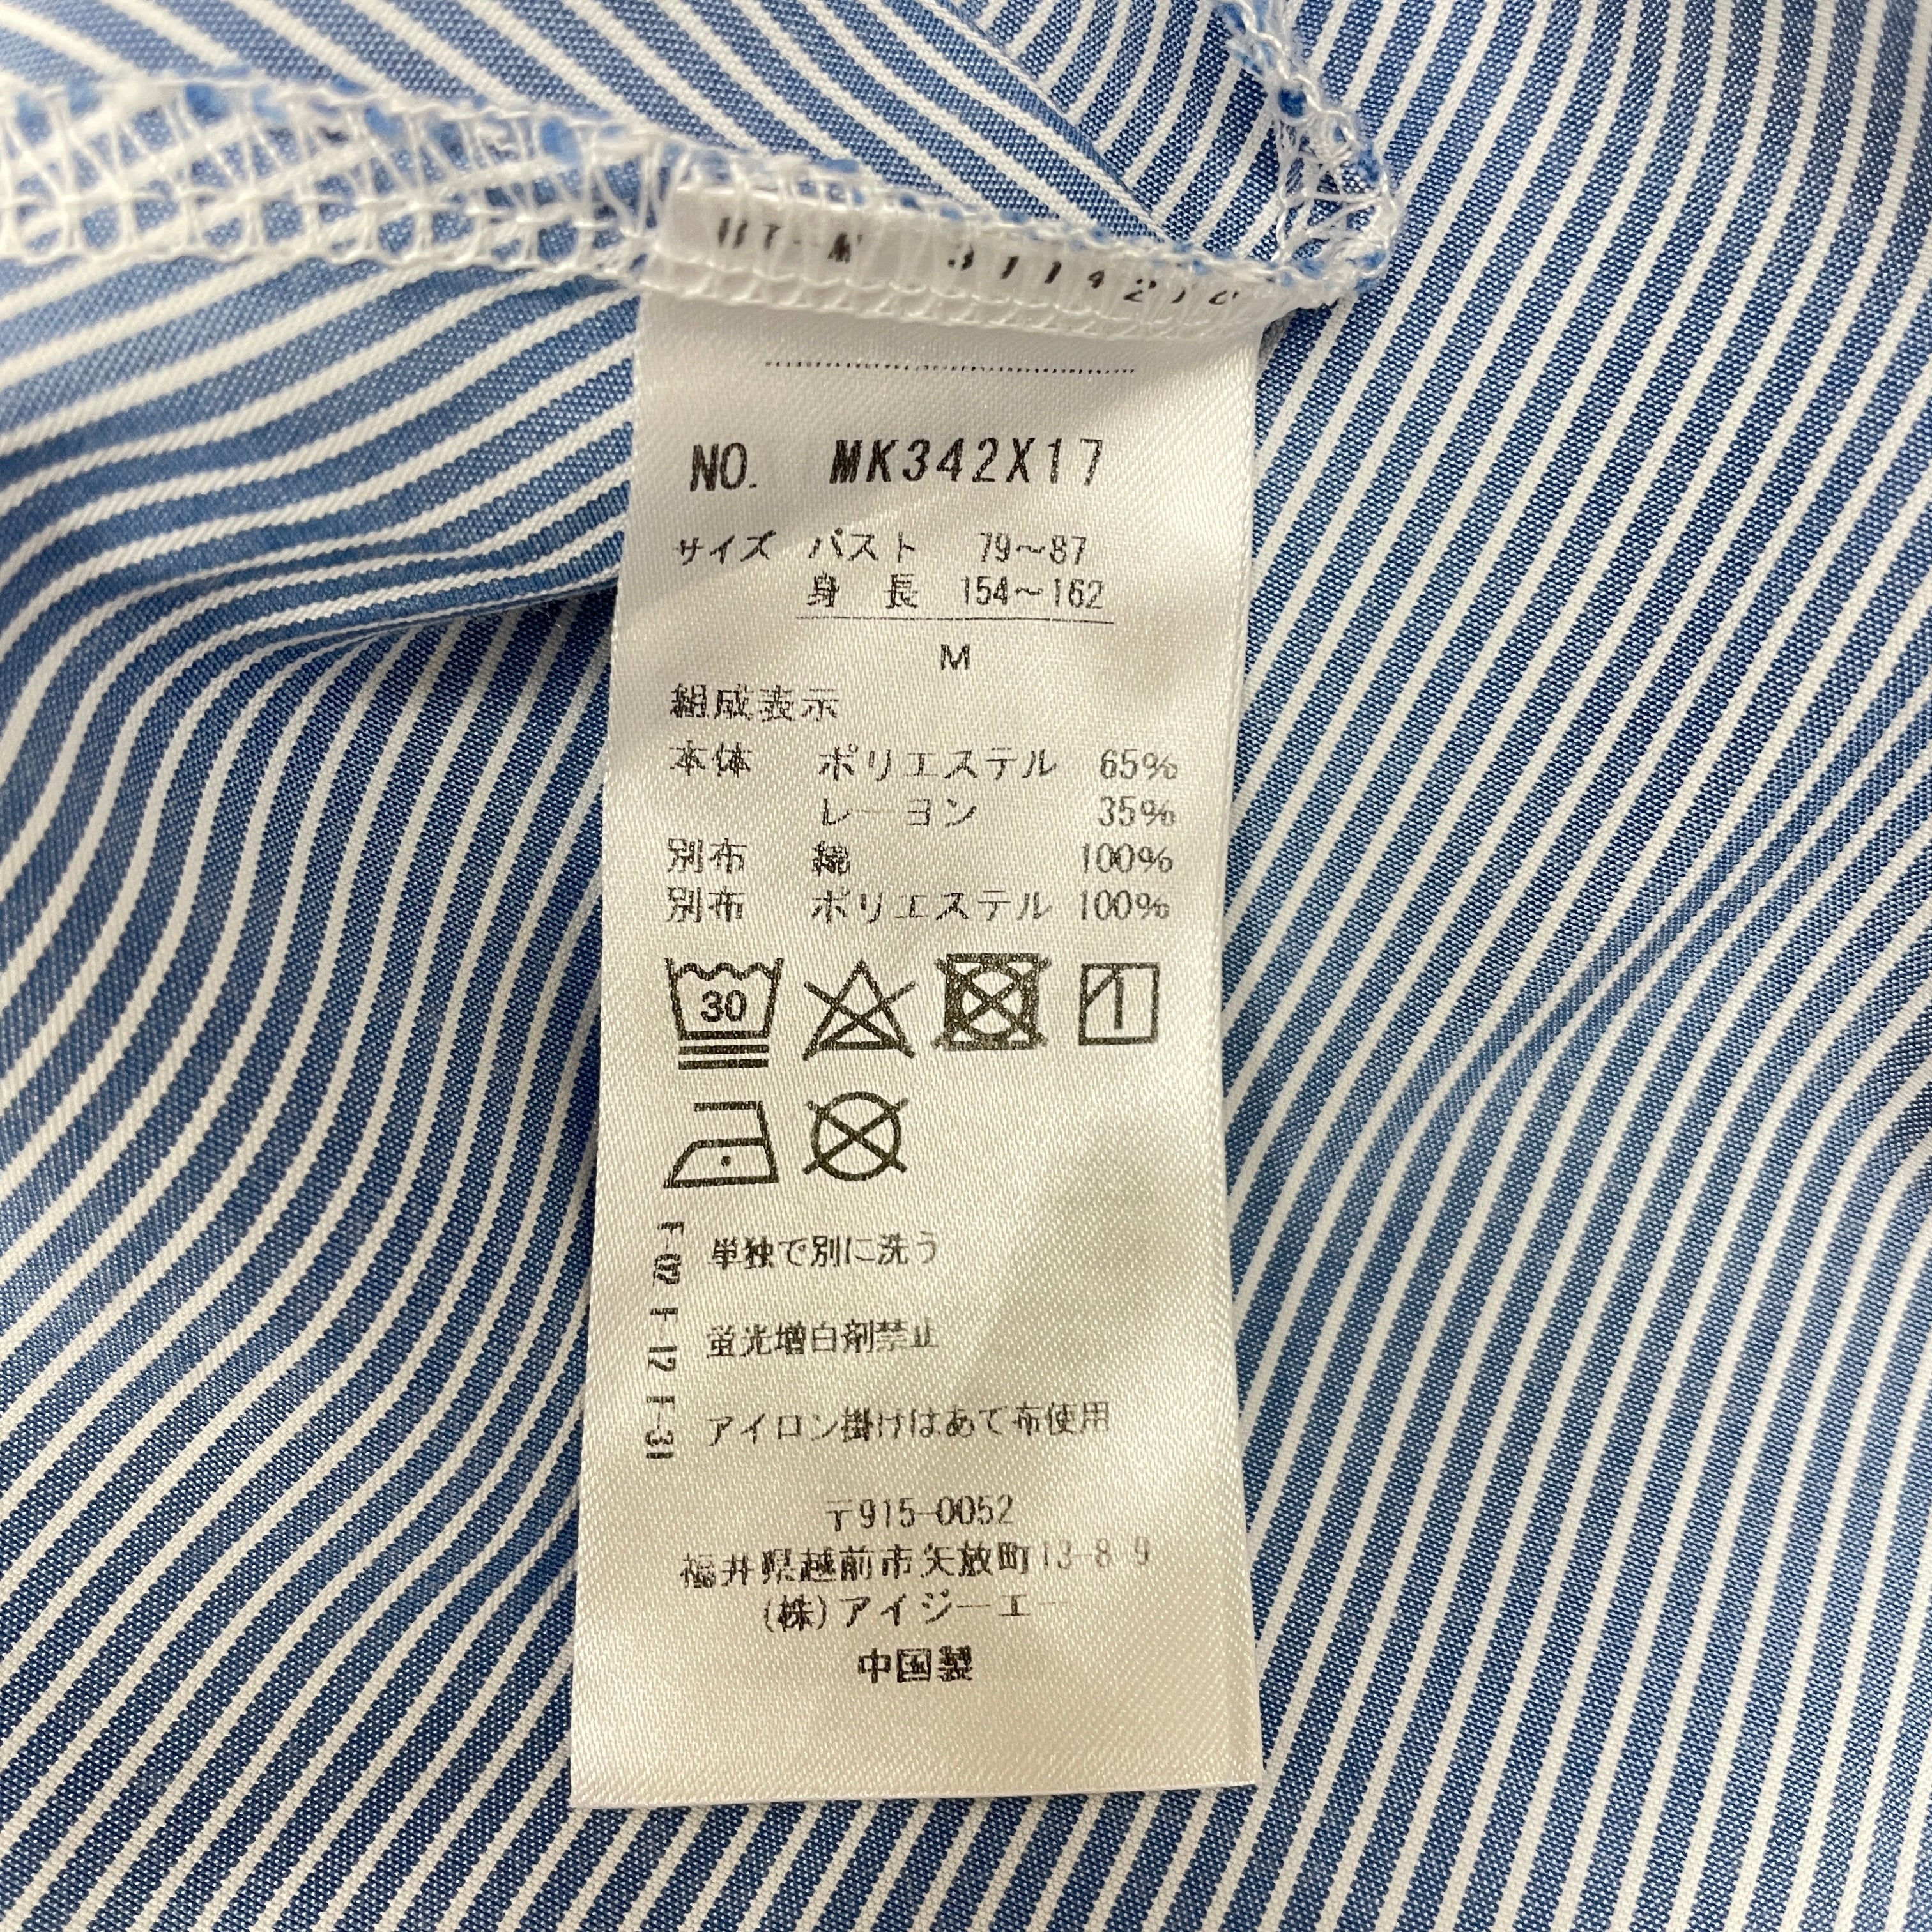 NO. MK342X17
サイズ バスト 79～87
身長 154～162
M
組成表示
本体 ポリエステル 65%
レーヨン 35%
別布 綿 100%
別布 ポリエステル 100%
30
単独で別に洗う
蛍光増白剤禁止
アイロン掛けはあて布使用
F-02 F-17 F-31
〒915-0052
福井県越前市矢放町13-8-9
(株)アイジーエー
中国製